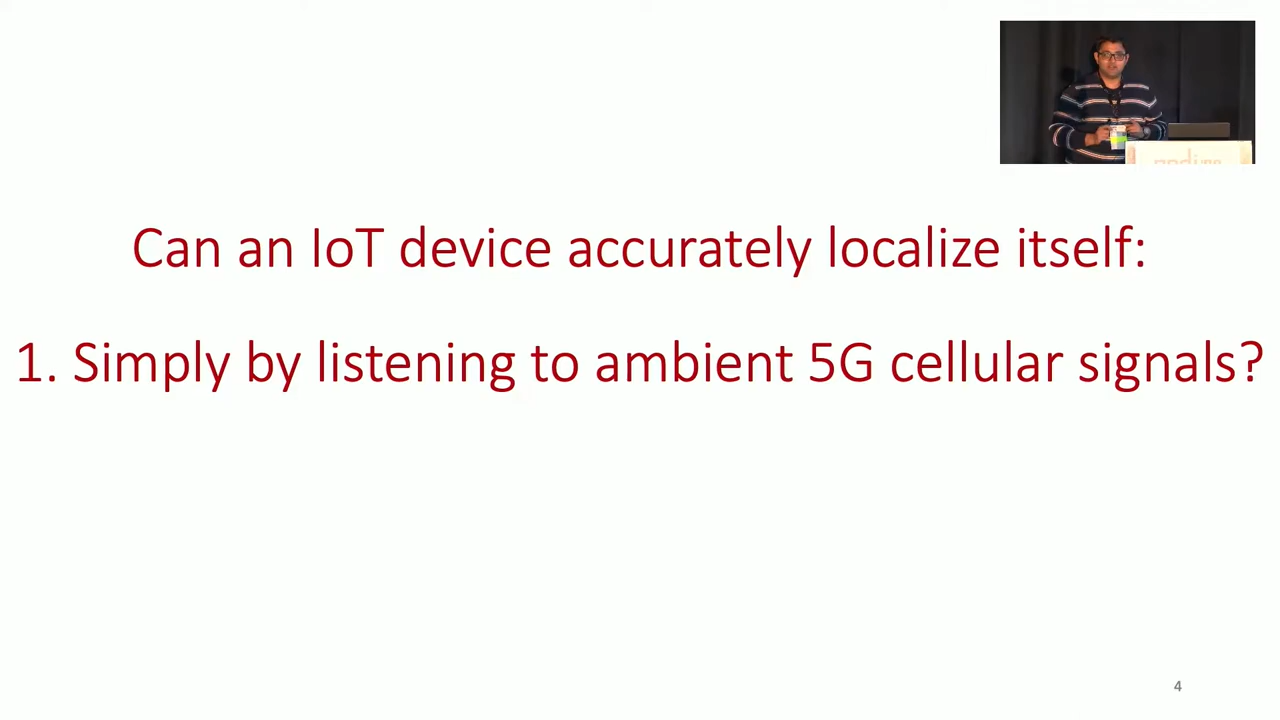 Can an IoT device accurately localize itself:
1. Simply by listening to ambient 5G cellular signals?
4